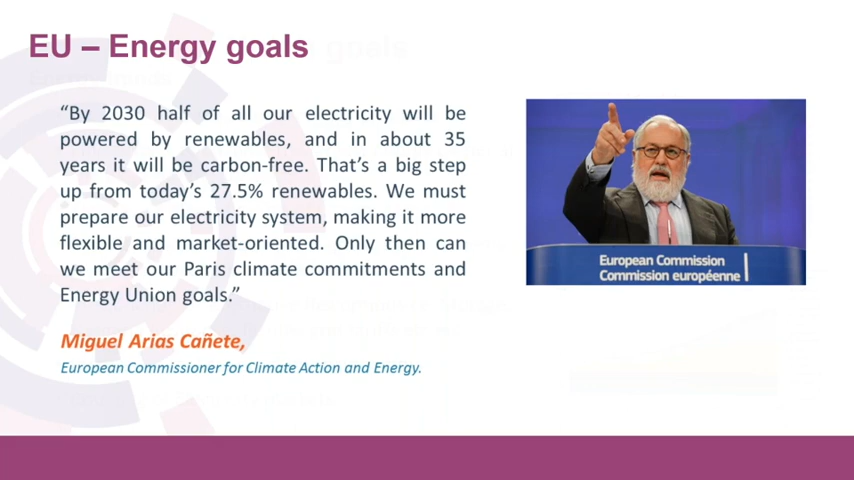 EU – Energy goals
“By 2030 half of all our electricity will be
powered by renewables, and in about 35
years it will be carbon-free. That’s a big step
up from today’s 27.5% renewables. We must
prepare our electricity system, making it more
flexible and market-oriented. Only then can
we meet our Paris climate commitments and
Energy Union goals.”
Miguel Arias Cañete,
European Commissioner for Climate Action and Energy.
European Commission
Commission européenne